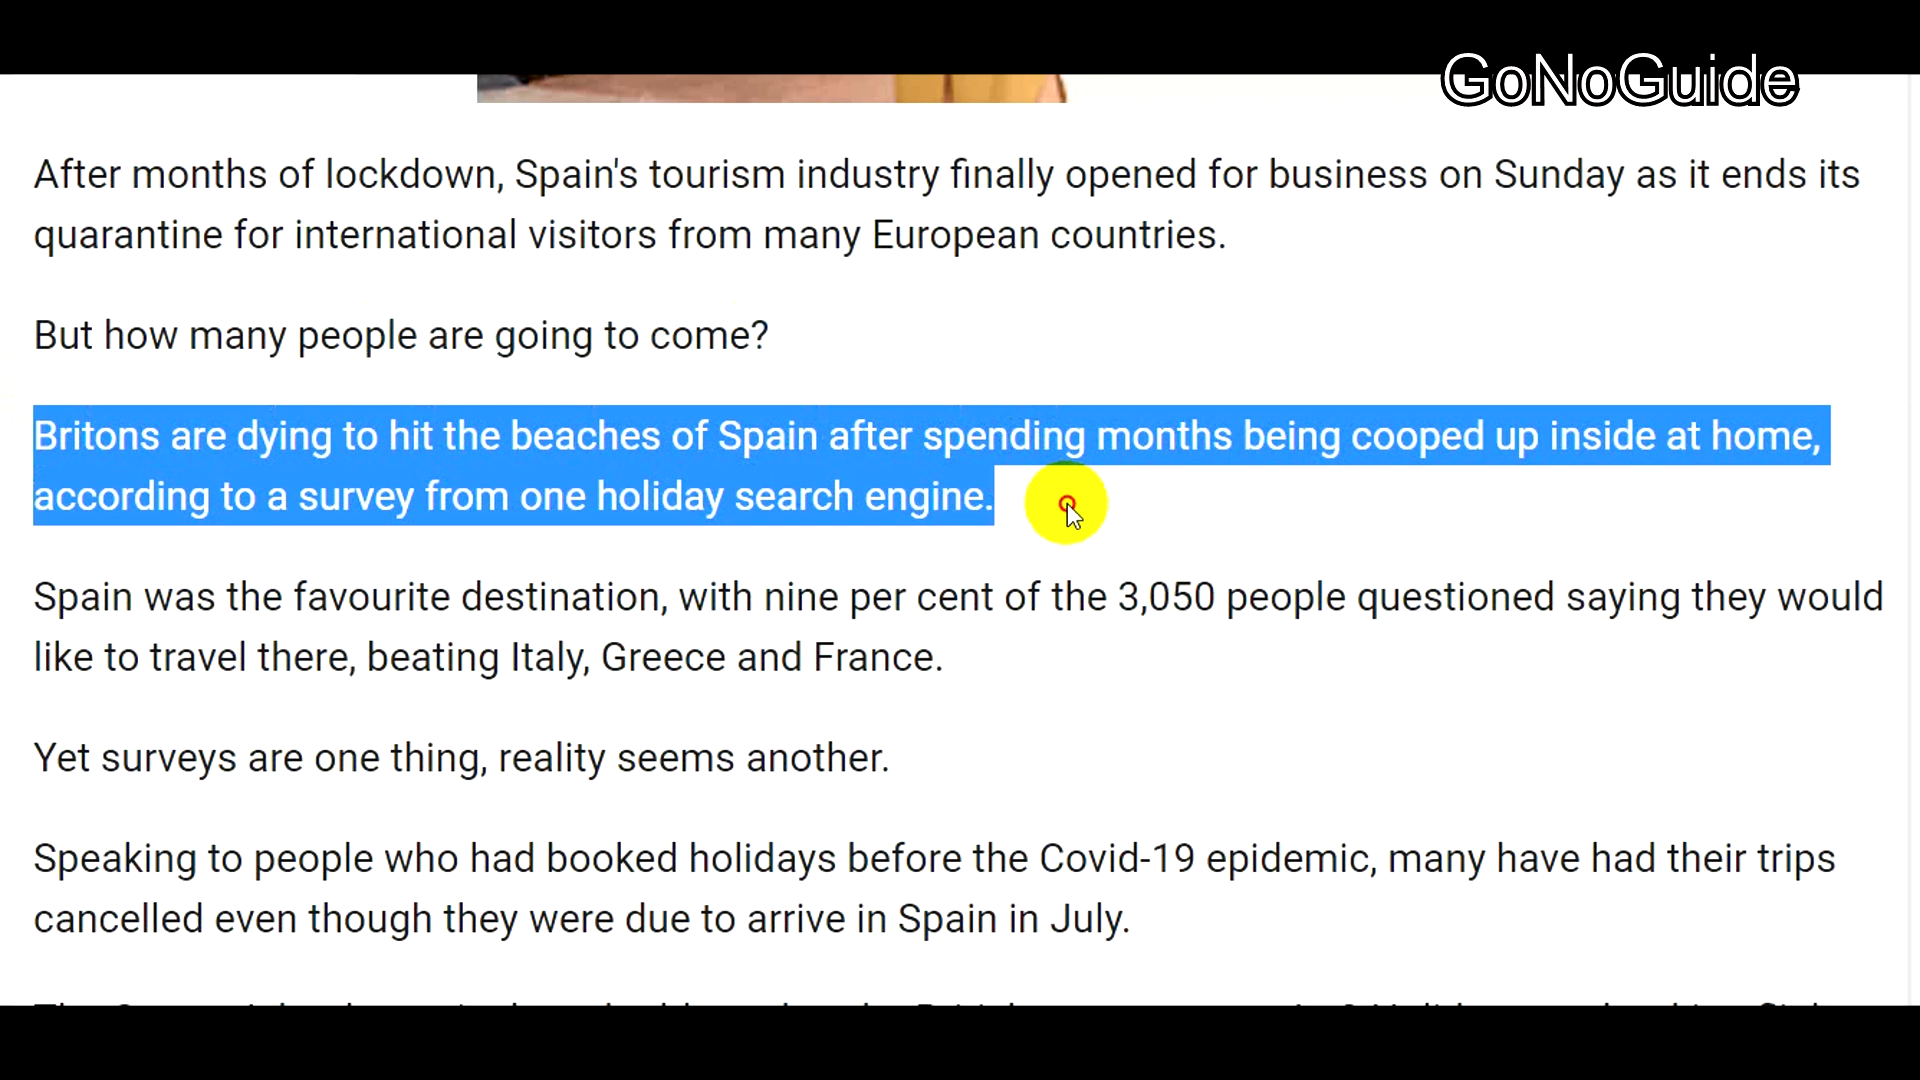 GoNoGuide
After months of lockdown, Spain's tourism industry finally opened for business on Sunday as it ends its
quarantine for international visitors from many European countries.
But how many people are going to come?
Britons are dying to hit the beaches of Spain after spending months being cooped up inside at home,
according to a survey from one holiday search engine.
Spain was the favourite destination, with nine per cent of the 3,050 people questioned saying they would
like to travel there, beating Italy, Greece and France.
Yet surveys are one thing, reality seems another.
Speaking to people who had booked holidays before the Covid-19 epidemic, many have had their trips
cancelled even though they were due to arrive in Spain in July.